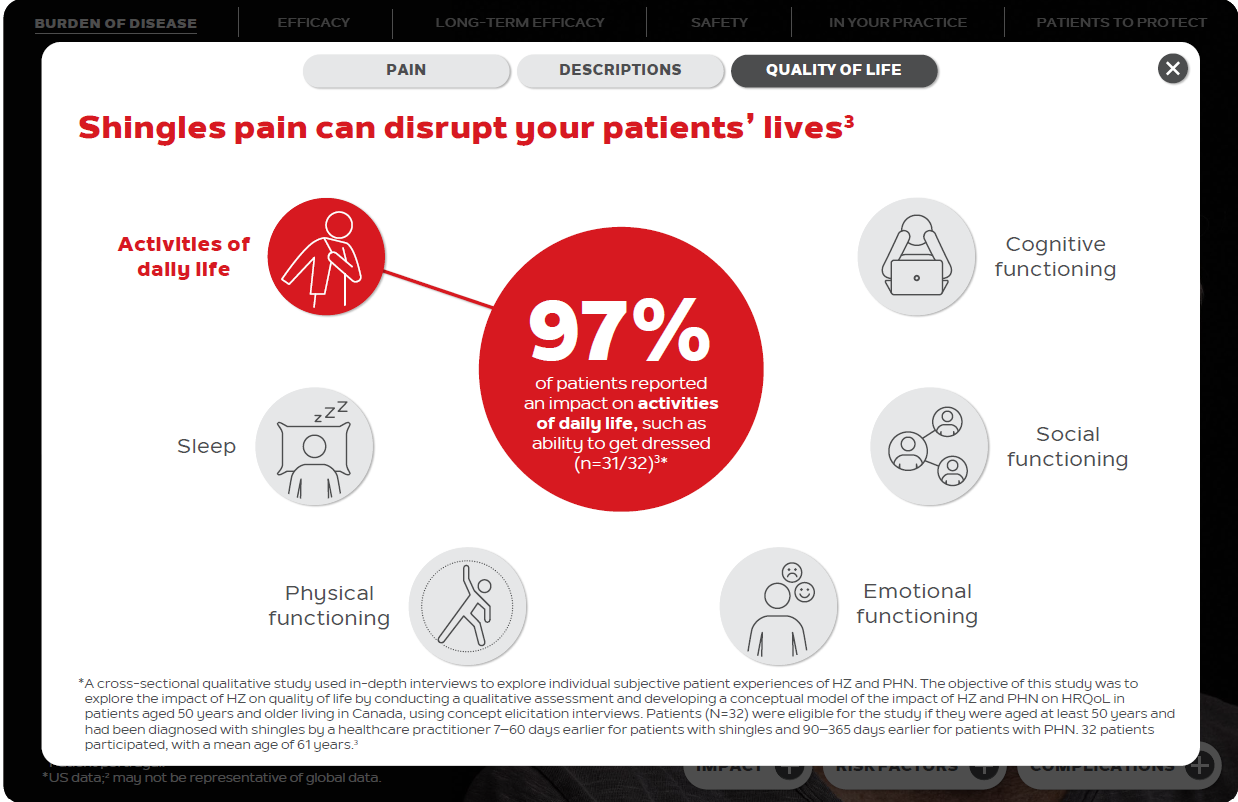 BURDEN OF DISEASE
EFFICACY
LONG-TERM EFFICACY
SAFETY
IN YOUR PRACTICE
PATIENTS TO PROTECT
PAIN
DESCRIPTIONS
QUALITY OF LIFE
Shingles pain can disrupt your patients’ lives³
Activities of
daily life
Cognitive
functioning
97%
of patients reported
an impact on activities
of daily life, such as
ability to get dressed
(n=31/32)³*
zZZ
Sleep
Social
functioning
Physical
functioning
Emotional
functioning
*A cross-sectional qualitative study used in-depth interviews to explore individual subjective patient experiences of HZ and PHN. The objective of this study was to
explore the impact of HZ on quality of life by conducting a qualitative assessment and developing a conceptual model of the impact of HZ and PHN on HRQoL in
patients aged 50 years and older living in Canada, using concept elicitation interviews. Patients (N=32) were eligible for the study if they were aged at least 50 years and
had been diagnosed with shingles by a healthcare practitioner 7–60 days earlier for patients with shingles and 90–365 days earlier for patients with PHN. 32 patients
participated, with a mean age of 61 years.³
IMPACT
RISK FACTORS
COMPLICATIONS
*US data;² may not be representative of global data.